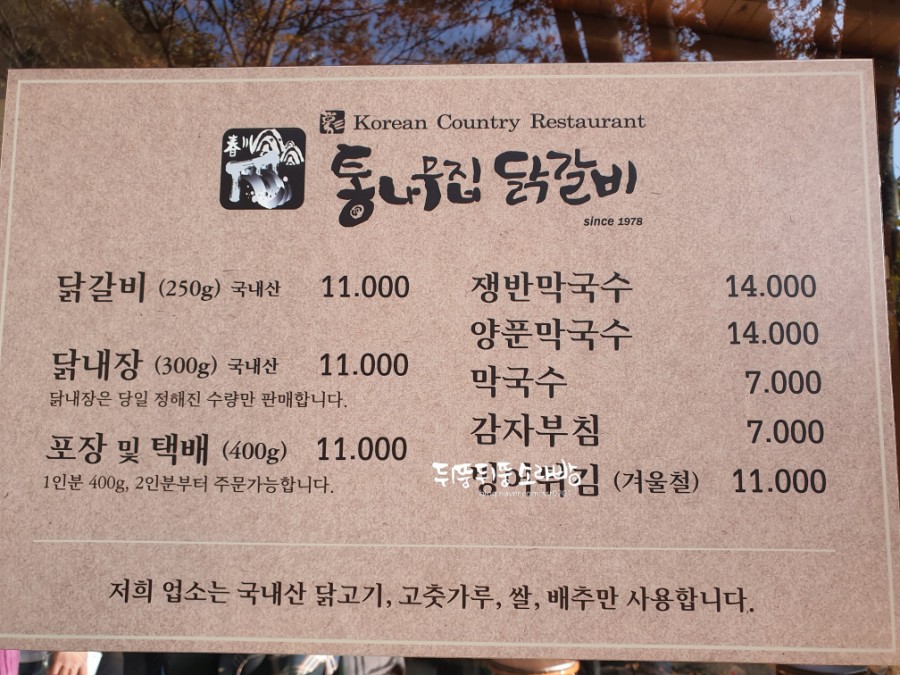 Korean Country Restaurant
春川
통나무집 닭갈비
since 1978
닭갈비 (250g) 국내산 11.000
닭내장 (300g) 국내산 11.000
닭내장은 당일 정해진 수량만 판매합니다.
포장 및 택배 (400g) 11.000
1인분 400g, 2인분부터 주문가능합니다.
쟁반막국수 14.000
양푼막국수 14.000
막국수 7.000
감자부침 7.000
(겨울철) 11.000
뒤뚱뒤뚱
저희 업소는 국내산 닭고기, 고춧가루, 쌀, 배추만 사용합니다.